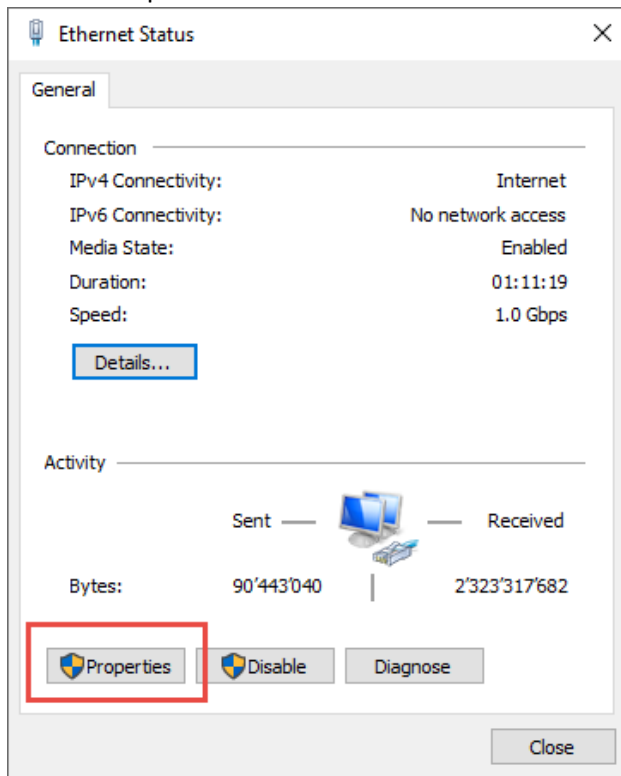 Ethernet Status
General
Connection
IPv4 Connectivity: Internet
IPv6 Connectivity: No network access
Media State: Enabled
Duration: 01:11:19
Speed: 1.0 Gbps
Details...
Activity
Sent Received
Bytes: 90’443’040 2’323’317’682
Properties Disable Diagnose
Close